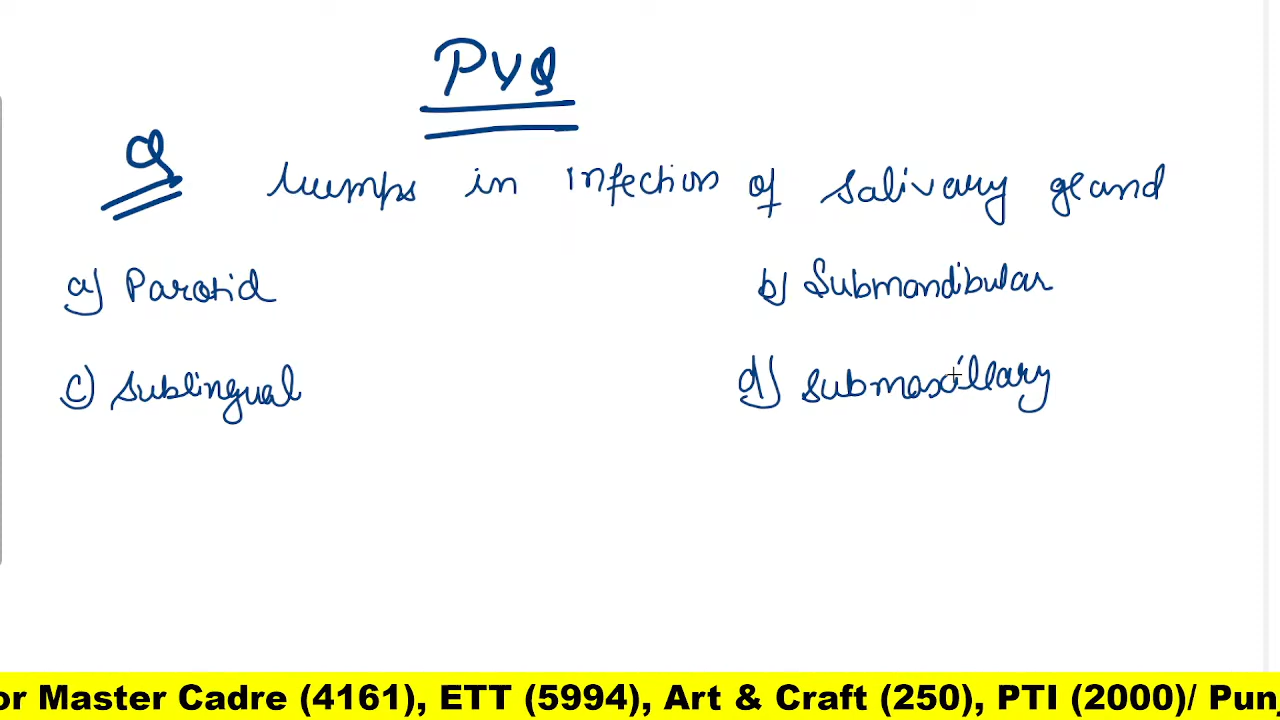 PYQ
Q Mumps in infection of salivary gland
a) Parotid b) Submandibular
c) Sublingual d) Submaxillary
or Master Cadre (4161), ETT (5994), Art & Craft (250), PTI (2000)/ Punj